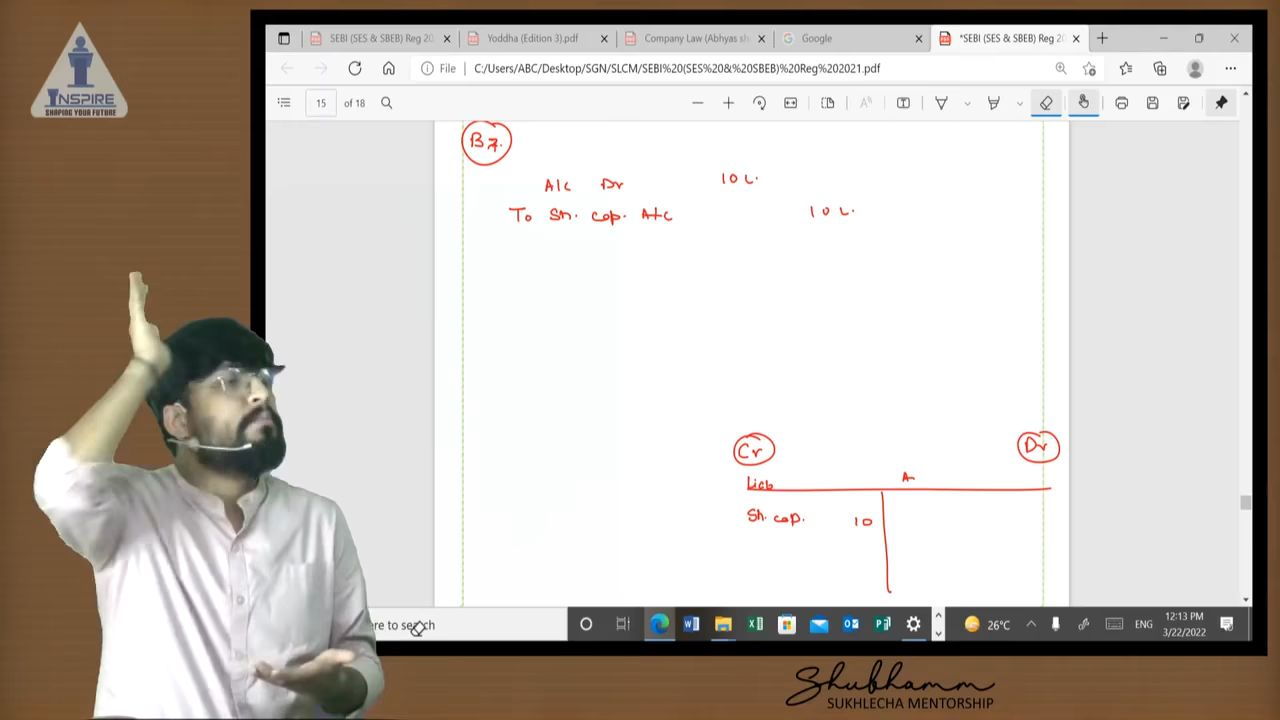 INSPIRE
SHAPING YOUR FUTURE
SEBI (SES & SBEB) Reg 20
Yoddha (Edition 3).pdf
Company Law (Abhyas sh
Google
*SEBI (SES & SBEB) Reg 20
File
C:/Users/ABC/Desktop/SGN/SLCM/SEBI%20(SES%20&%20SBEB)%20Reg%202021.pdf
15 of 18
B7.
A/c Dr 10 L.
To Sh. cap. A/c 10 L.
Cr Dr
Liab A
Sh. cap. 10
ere to search
26°C
ENG
12:13 PM
3/22/2022
Shubhamm
SUKHLECHA MENTORSHIP